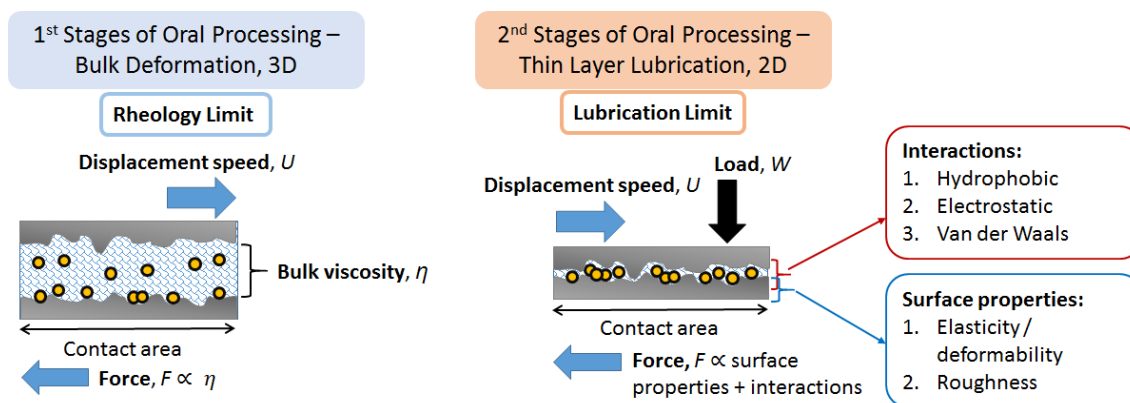 1st Stages of Oral Processing –
Bulk Deformation, 3D
Rheology Limit
Displacement speed, U
Bulk viscosity, η
Contact area
Force, F ∝ η
2nd Stages of Oral Processing –
Thin Layer Lubrication, 2D
Lubrication Limit
Load, W
Displacement speed, U
Contact area
Force, F ∝ surface
properties + interactions
Interactions:
1. Hydrophobic
2. Electrostatic
3. Van der Waals
Surface properties:
1. Elasticity /
deformability
2. Roughness